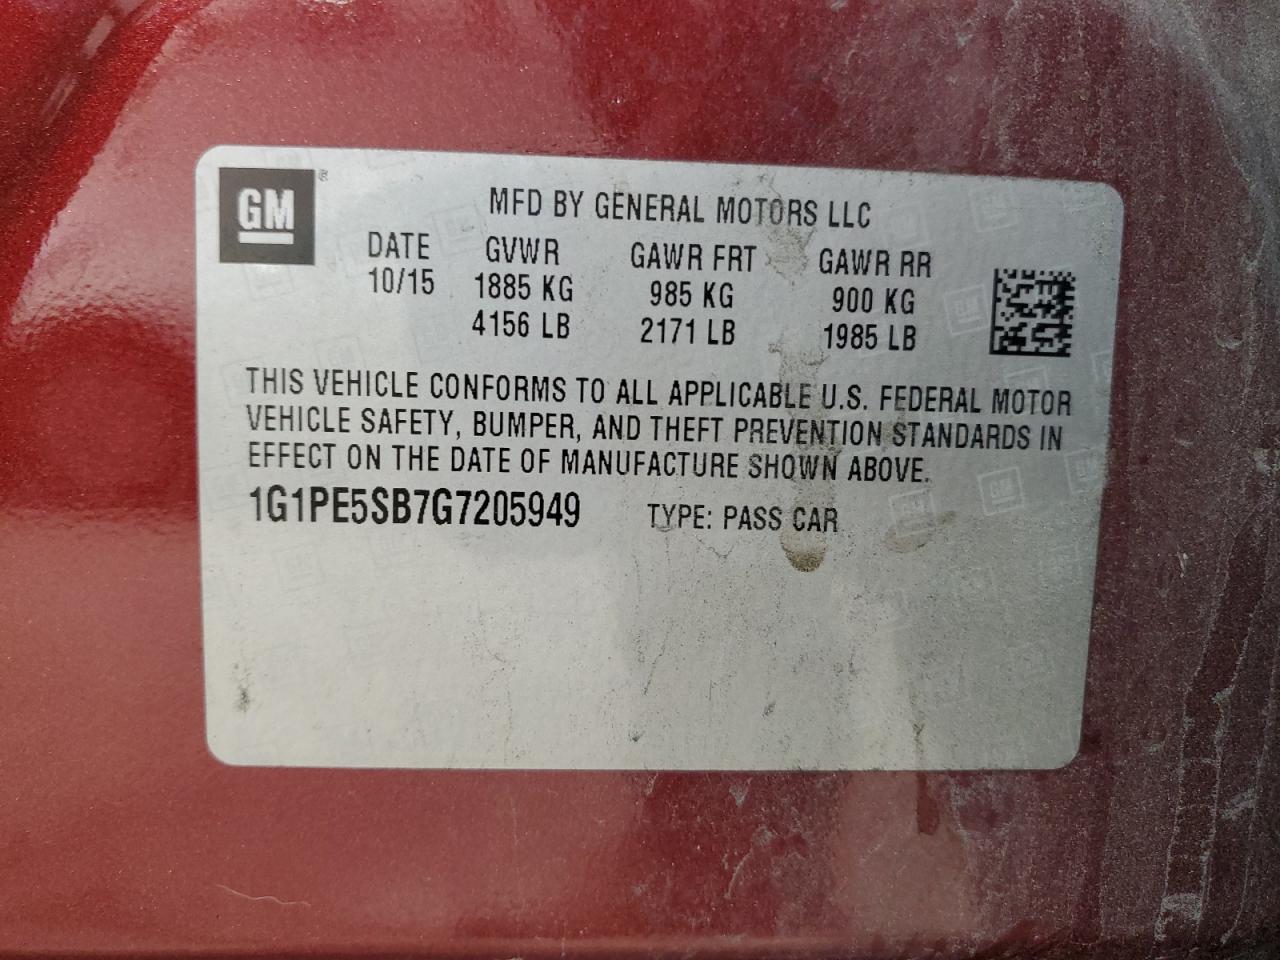 GM ®
MFD BY GENERAL MOTORS LLC
DATE GVWR GAWR FRT GAWR RR
10/15 1885 KG 985 KG 900 KG
4156 LB 2171 LB 1985 LB
THIS VEHICLE CONFORMS TO ALL APPLICABLE U.S. FEDERAL MOTOR
VEHICLE SAFETY, BUMPER, AND THEFT PREVENTION STANDARDS IN
EFFECT ON THE DATE OF MANUFACTURE SHOWN ABOVE.
1G1PE5SB7G7205949 TYPE: PASS CAR